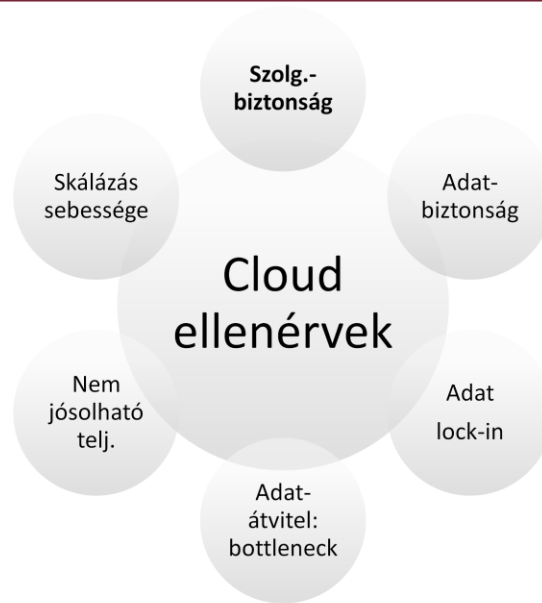 Szolg.-
biztonság
Adat-
biztonság
Adat
lock-in
Adat-
átvitel:
bottleneck
Nem
jósolható
telj.
Skálázás
sebessége
Cloud
ellenérvek